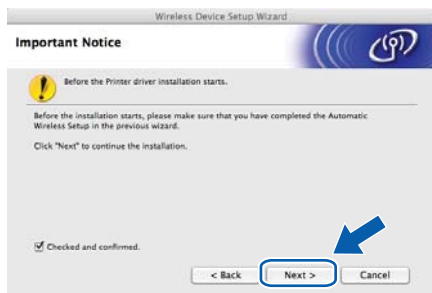 Wireless Device Setup Wizard
Important Notice
Before the Printer driver installation starts.
Before the installation starts, please make sure that you have completed the Automatic
Wireless Setup in the previous wizard.
Click "Next" to continue the installation.
Checked and confirmed.
< Back
Next >
Cancel